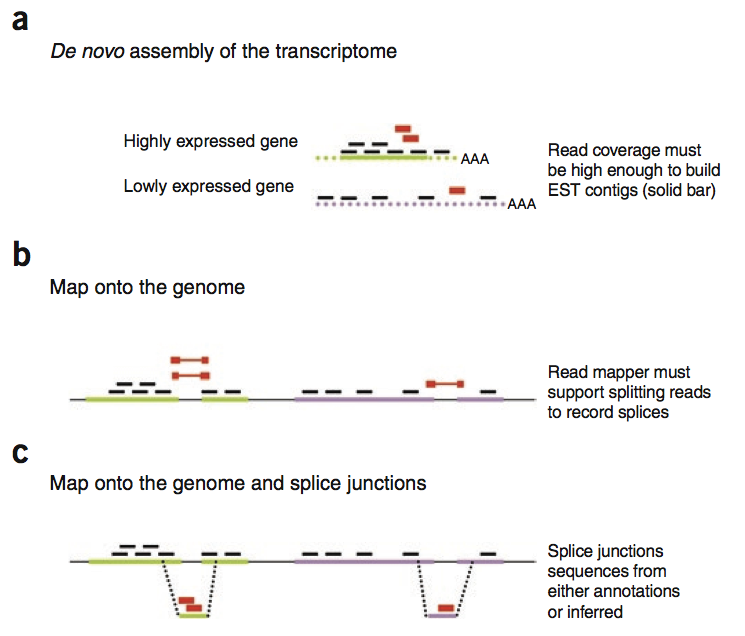 a
De novo assembly of the transcriptome
Highly expressed gene
AAA
Lowly expressed gene
AAA
Read coverage must
be high enough to build
EST contigs (solid bar)
b
Map onto the genome
Read mapper must
support splitting reads
to record splices
c
Map onto the genome and splice junctions
Splice junctions
sequences from
either annotations
or inferred